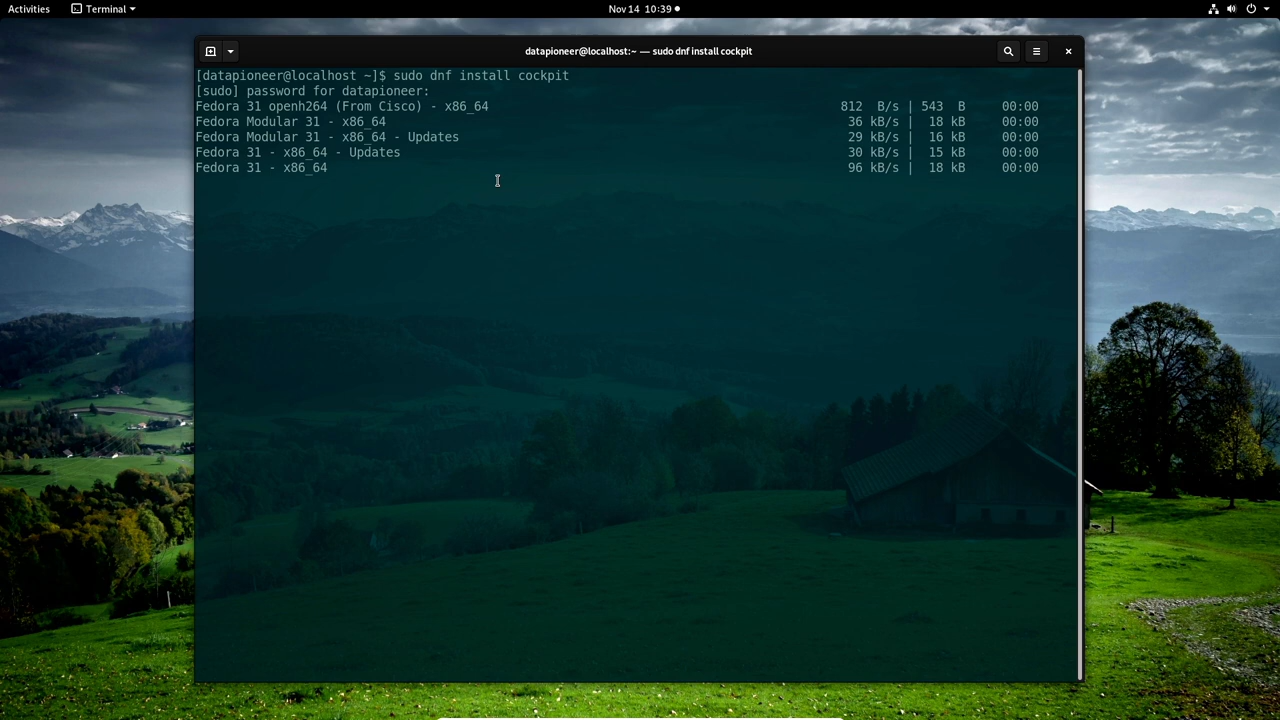 Activities Terminal Nov 14 10:39
datapioneer@localhost:~ — sudo dnf install cockpit
[datapioneer@localhost ~]$ sudo dnf install cockpit
[sudo] password for datapioneer:
Fedora 31 openh264 (From Cisco) - x86_64 812 B/s | 543 B 00:00
Fedora Modular 31 - x86_64 36 kB/s | 18 kB 00:00
Fedora Modular 31 - x86_64 - Updates 29 kB/s | 16 kB 00:00
Fedora 31 - x86_64 - Updates 30 kB/s | 15 kB 00:00
Fedora 31 - x86_64 96 kB/s | 18 kB 00:00